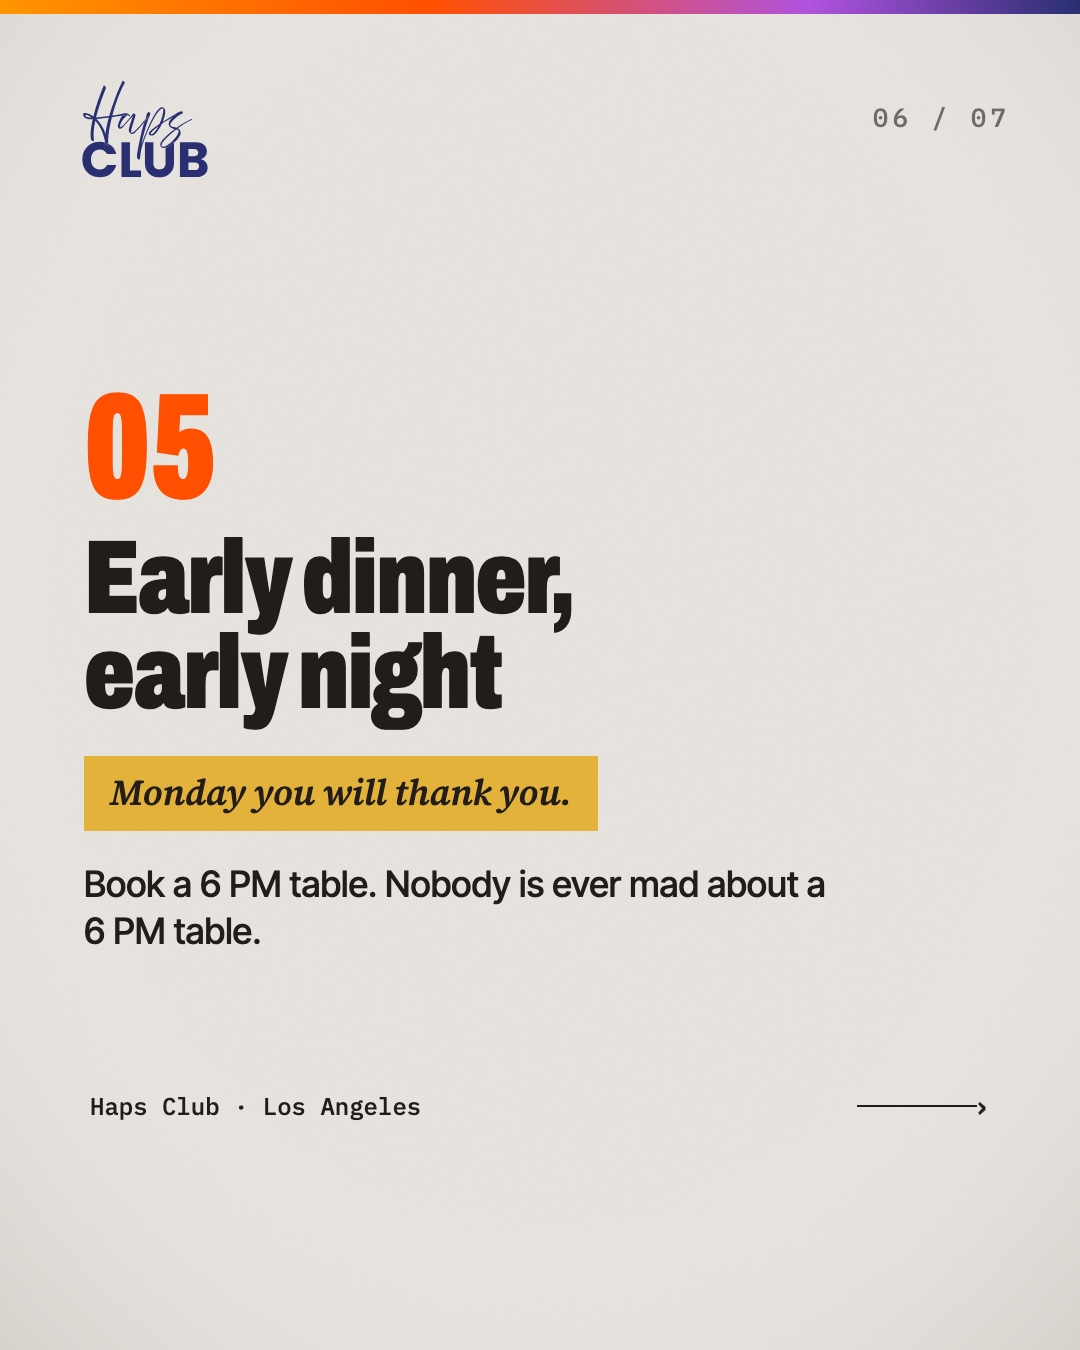 Haps
CLUB
06 / 07
05
Early dinner,
early night
Monday you will thank you.
Book a 6 PM table. Nobody is ever mad about a
6 PM table.
Haps Club · Los Angeles